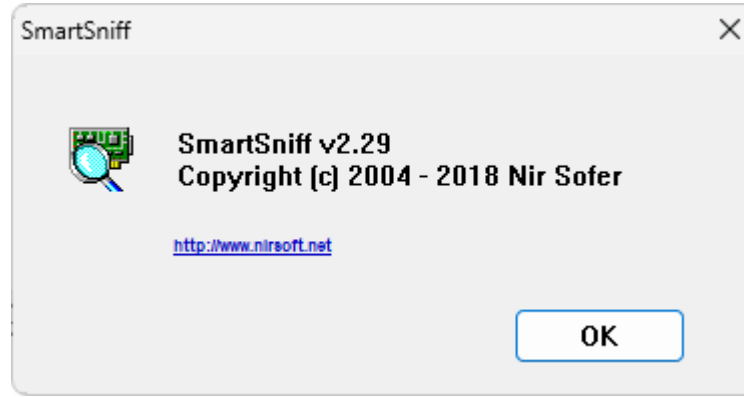 SmartSniff
SmartSniff v2.29
Copyright (c) 2004 - 2018 Nir Sofer
http://www.nirsoft.net
OK